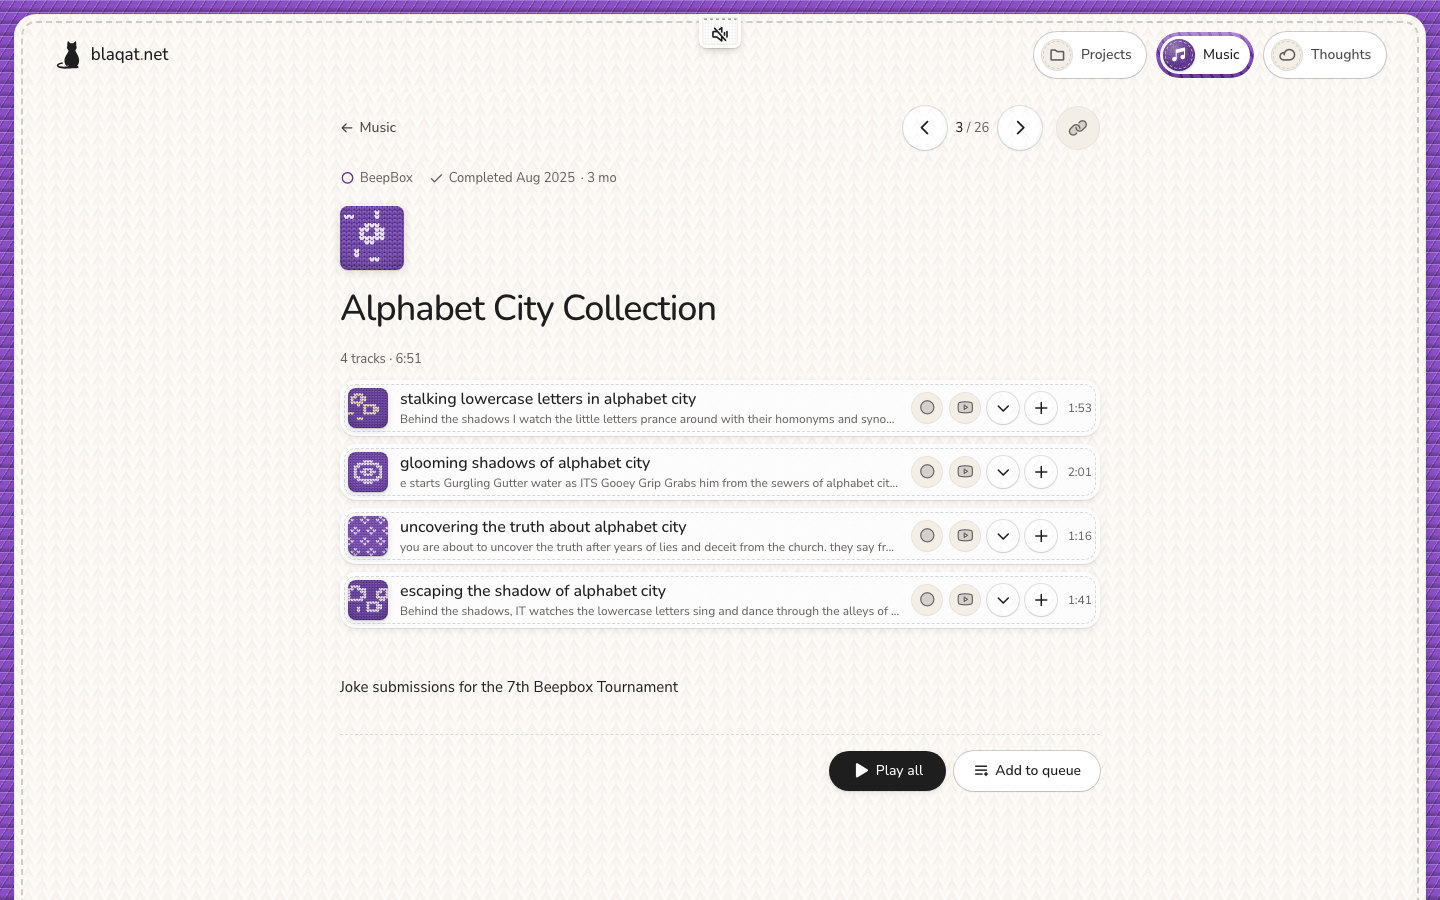 blaqat.net
Projects
Music
Thoughts
Music
3 / 26
BeepBox
Completed Aug 2025 · 3 mo
Alphabet City Collection
4 tracks · 6:51
stalking lowercase letters in alphabet city
Behind the shadows I watch the little letters prance around with their homonyms and syno...
1:53
glooming shadows of alphabet city
e starts Gurgling Gutter water as ITS Gooey Grip Grabs him from the sewers of alphabet cit...
2:01
uncovering the truth about alphabet city
you are about to uncover the truth after years of lies and deceit from the church. they say fr...
1:16
escaping the shadow of alphabet city
Behind the shadows, IT watches the lowercase letters sing and dance through the alleys of ...
1:41
Joke submissions for the 7th Beepbox Tournament
Play all
Add to queue